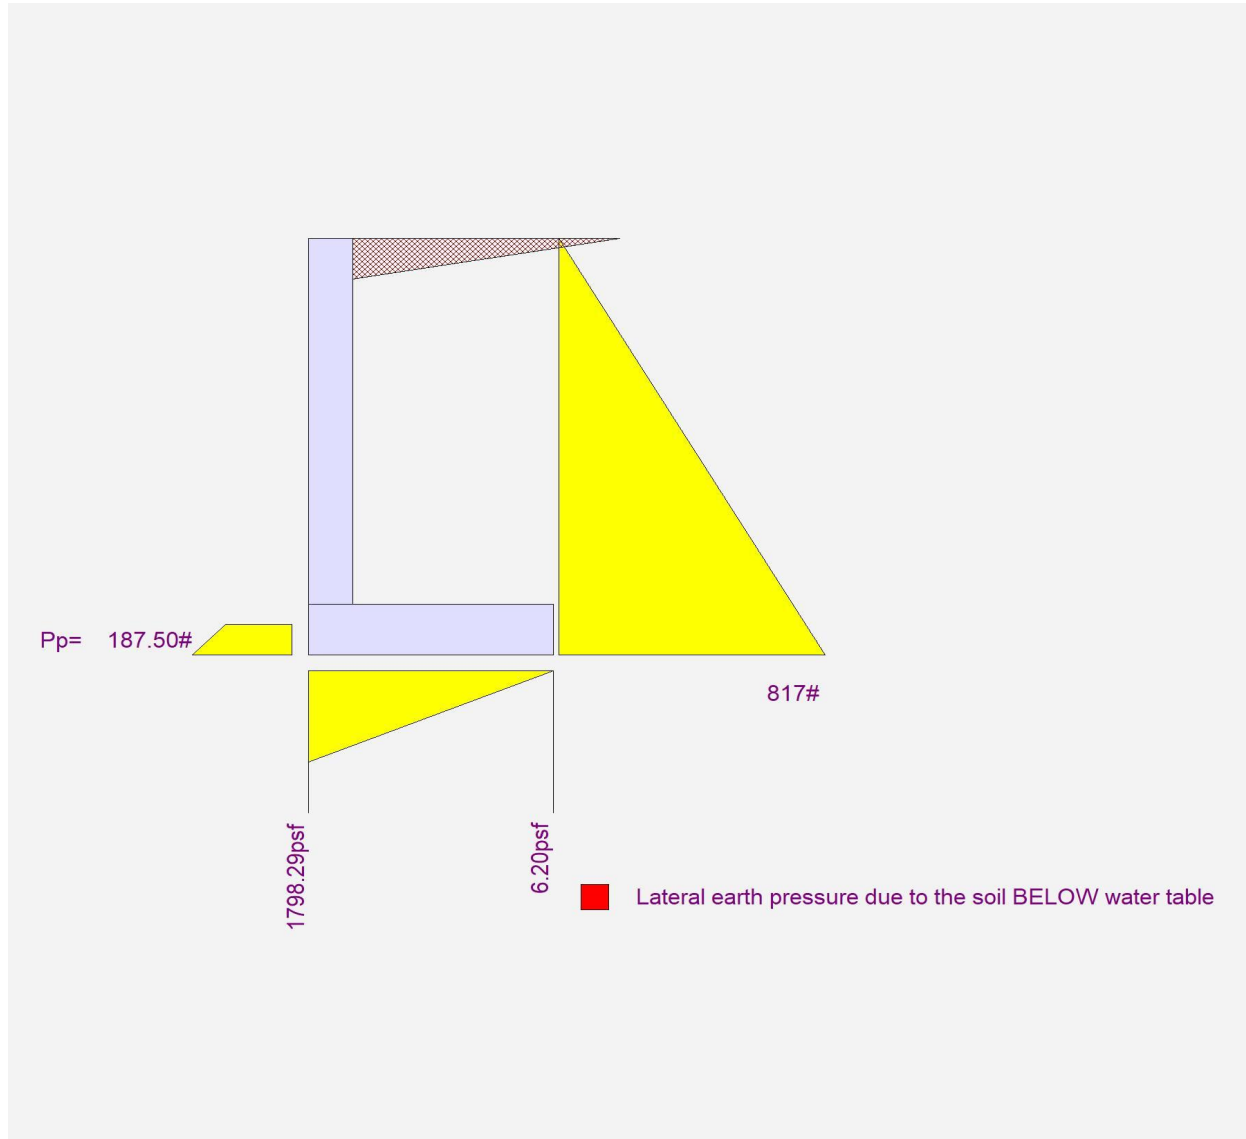 Pp= 187.50#
817#
1798.29psf
6.20psf
Lateral earth pressure due to the soil BELOW water table